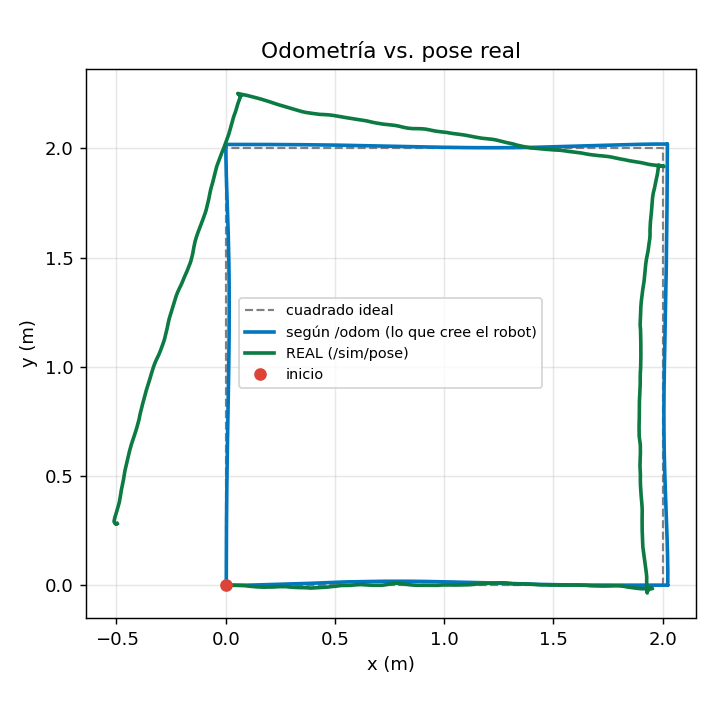 Odometría vs. pose real
2.0
1.5
1.0
0.5
0.0
y (m)
cuadrado ideal
según /odom (lo que cree el robot)
REAL (/sim/pose)
inicio
−0.5
0.0
0.5
1.0
1.5
2.0
x (m)